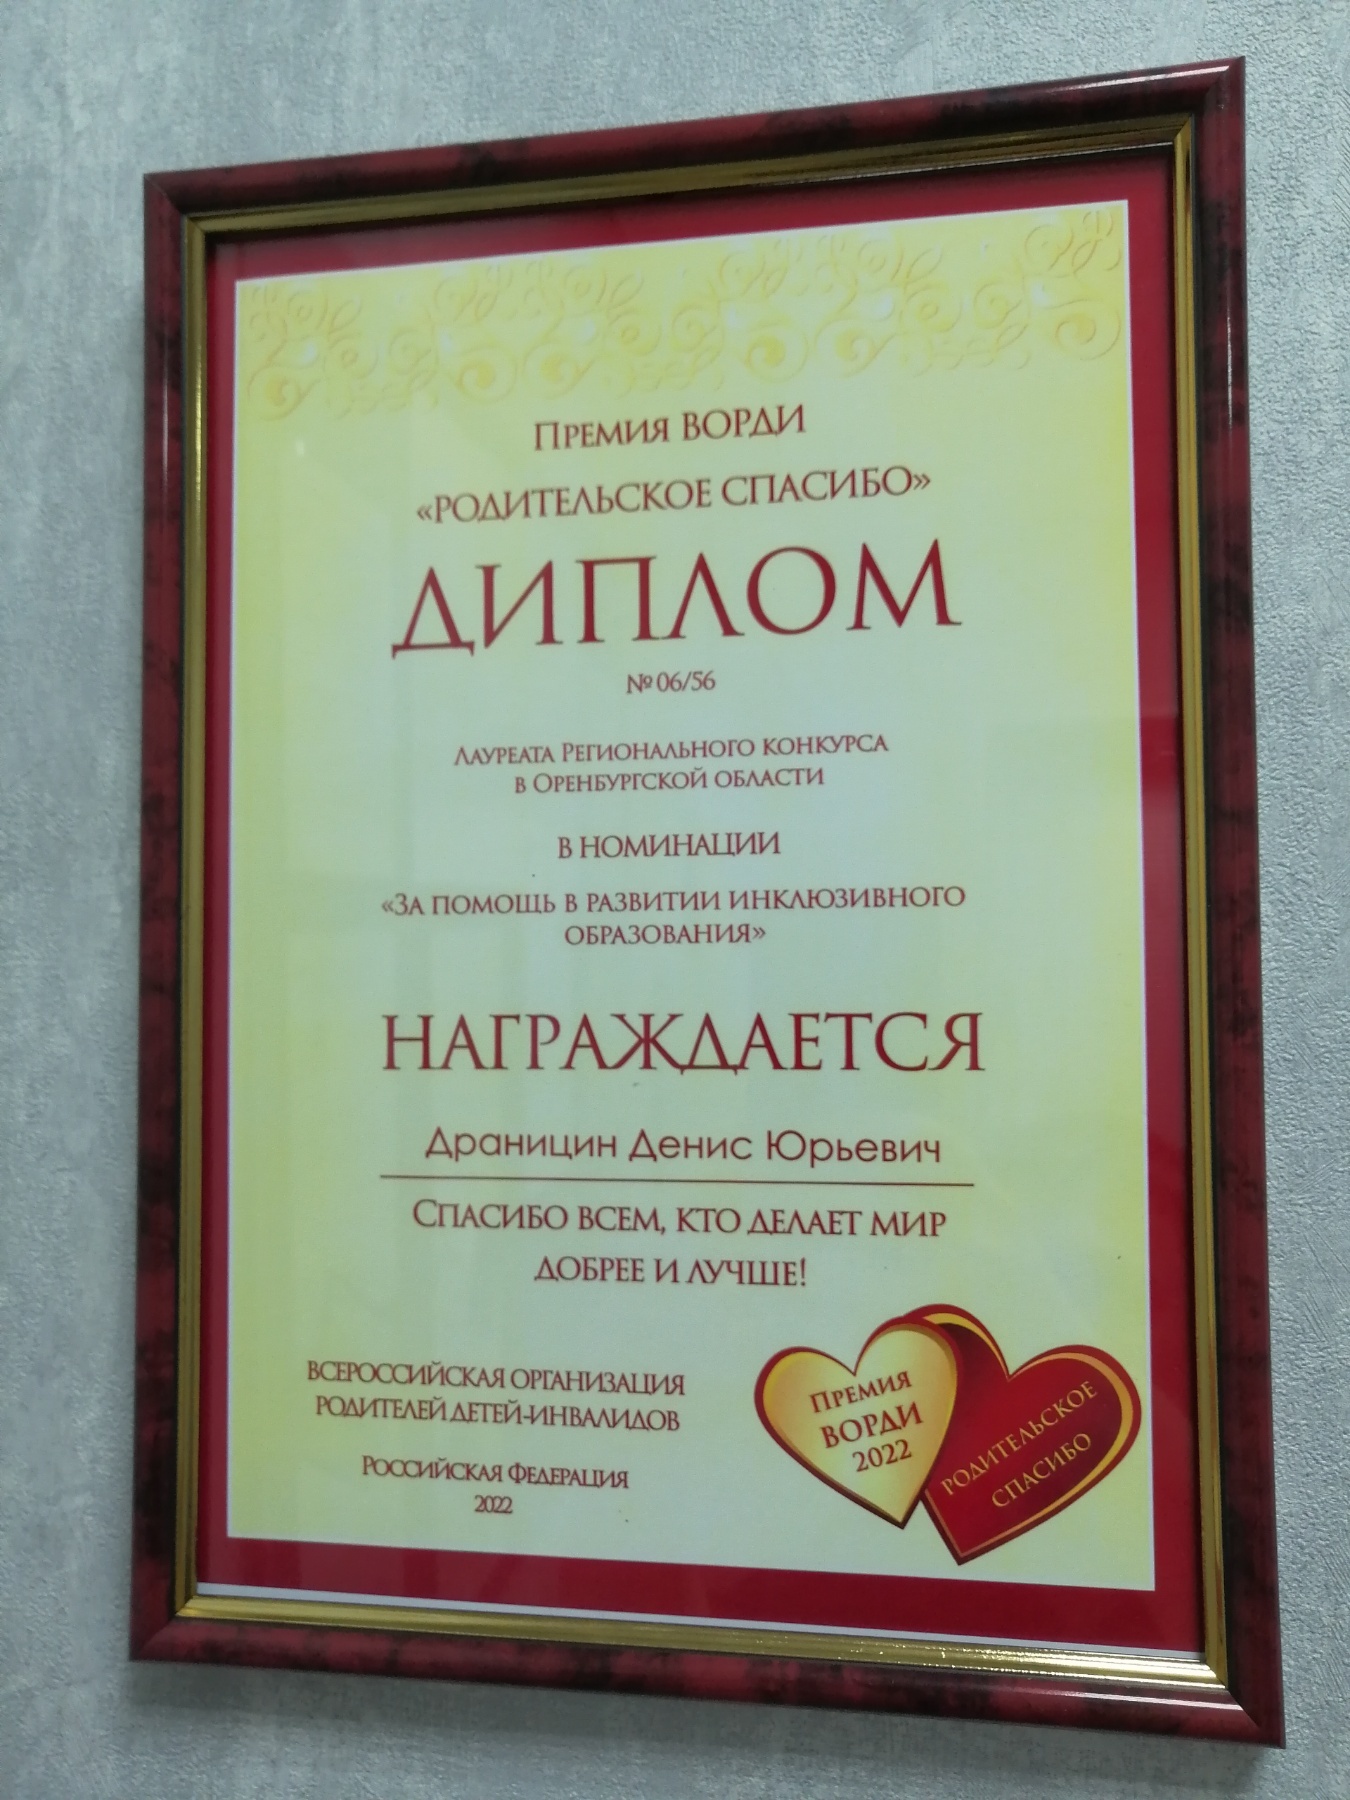 Премия ВОРДИ
«РОДИТЕЛЬСКОЕ СПАСИБО»
ДИПЛОМ
№ 06/56
Лауреата Регионального конкурса
в Оренбургской области
в номинации
«За помощь в развитии инклюзивного
образования»
НАГРАЖДАЕТСЯ
Драницин Денис Юрьевич
Спасибо всем, кто делает мир
добрее и лучше!
ВСЕРОССИЙСКАЯ ОРГАНИЗАЦИЯ
РОДИТЕЛЕЙ ДЕТЕЙ-ИНВАЛИДОВ
Российская Федерация
2022
Премия
ВОРДИ
2022
РОДИТЕЛЬСКОЕ
СПАСИБО